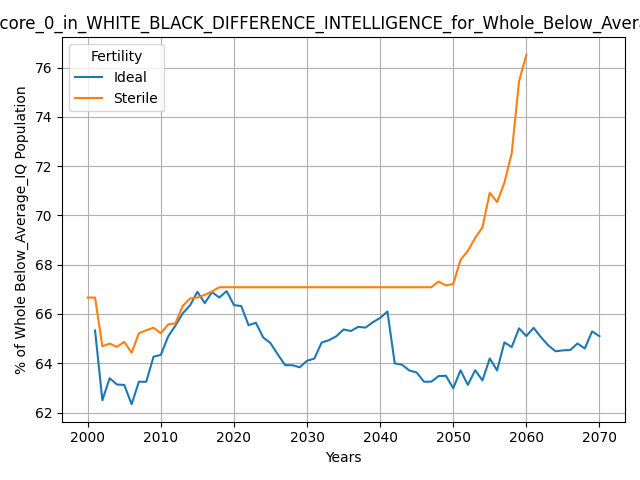 core_0_in_WHITE_BLACK_DIFFERENCE_INTELLIGENCE_for_Whole_Below_Avera
Fertility
Ideal
Sterile
% of Whole Below_Average_IQ Population
76
74
72
70
68
66
64
62
2000 2010 2020 2030 2040 2050 2060 2070
Years